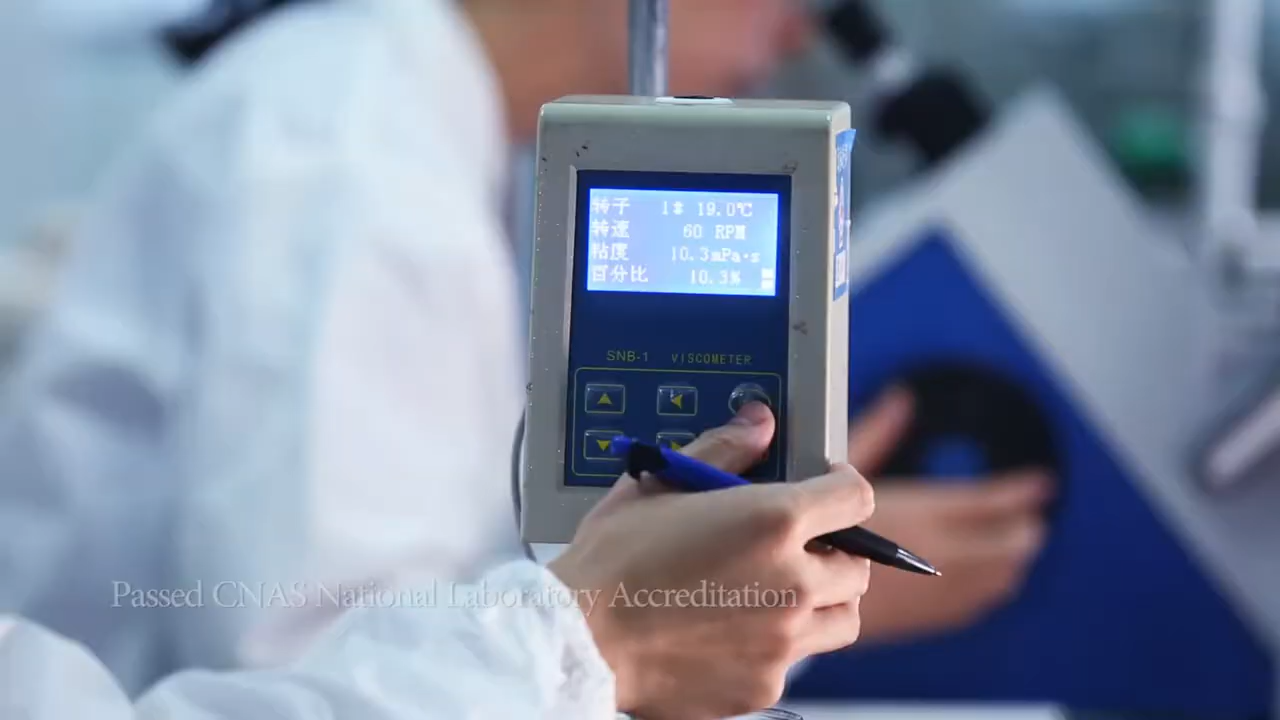 转子 1# 19.0℃
转速 60 RPM
粘度 10.3mPa·s
百分比 10.3%
SNB-1 VISCOMETER
Passed CNAS National Laboratory Accreditation